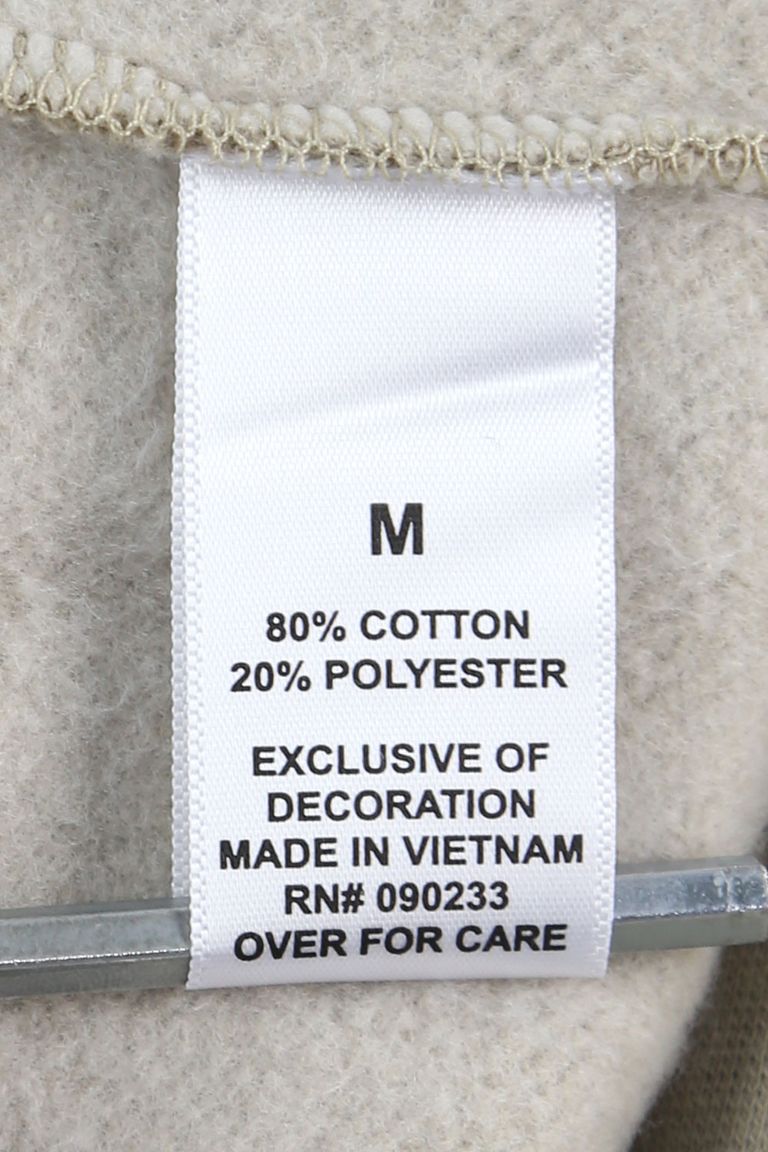 M
80% COTTON
20% POLYESTER
EXCLUSIVE OF
DECORATION
MADE IN VIETNAM
RN# 090233
OVER FOR CARE